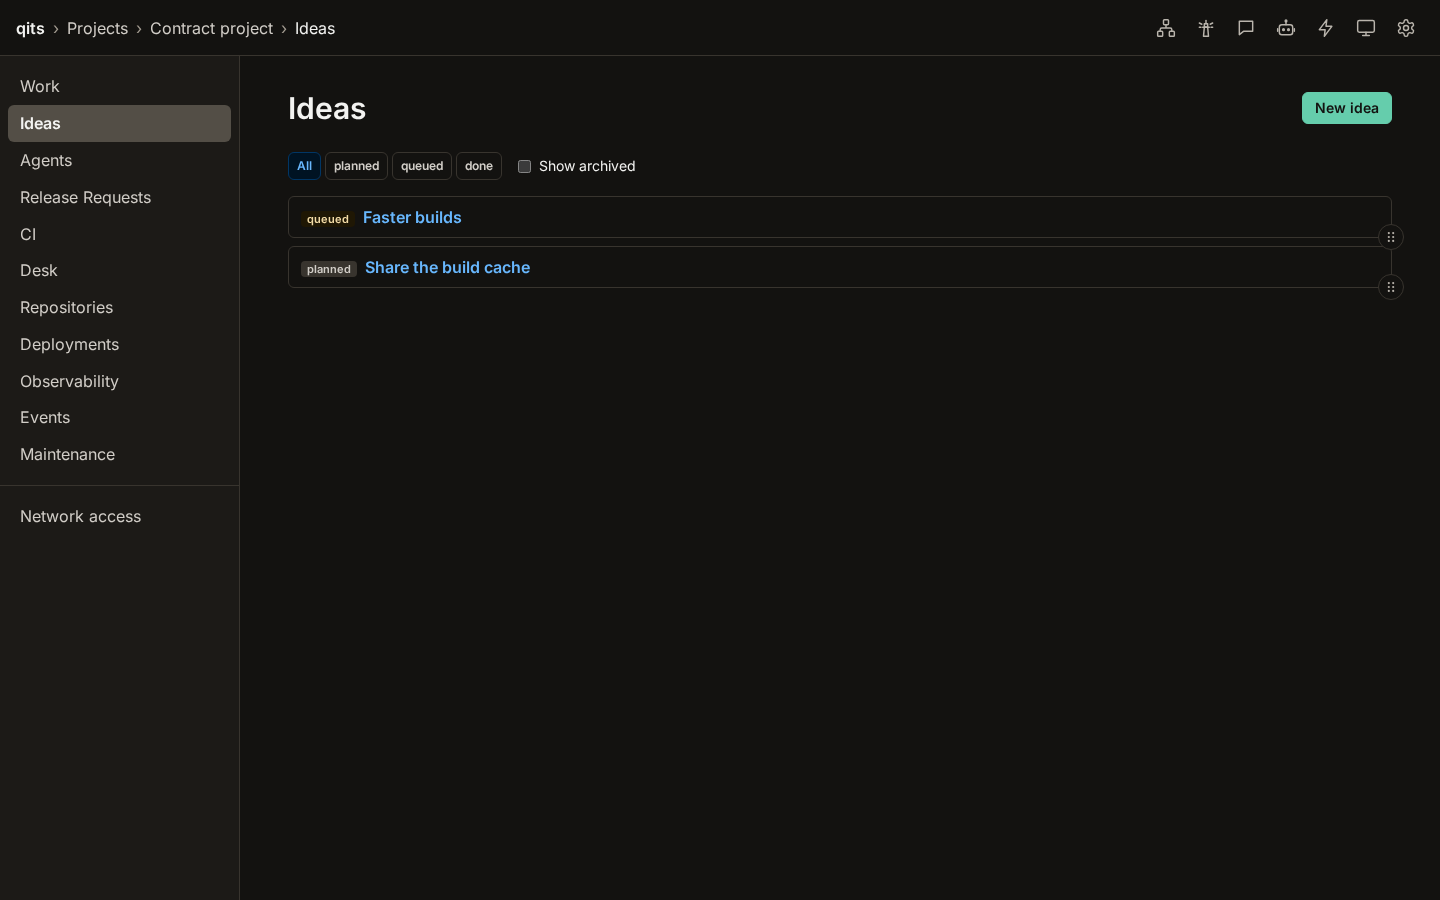 qits › Projects › Contract project › Ideas
Work
Ideas
Agents
Release Requests
CI
Desk
Repositories
Deployments
Observability
Events
Maintenance
Network access
Ideas
New idea
All planned queued done Show archived
queued Faster builds
planned Share the build cache